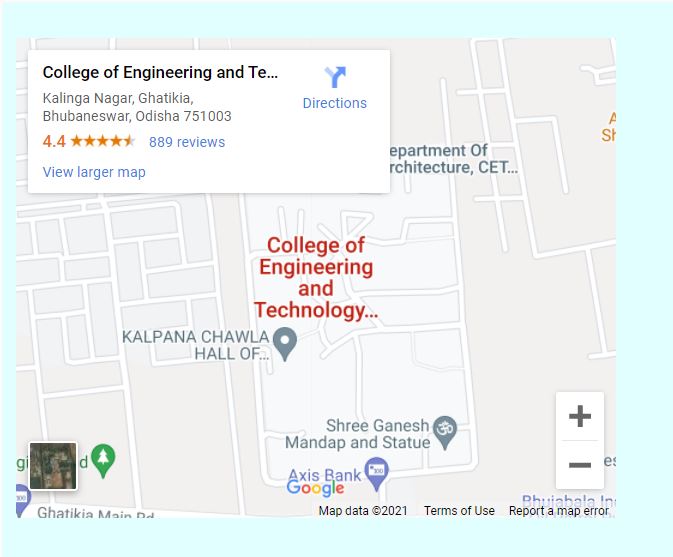 College of Engineering and Te...
Kalinga Nagar, Ghatikia,
Bhubaneswar, Odisha 751003
Directions
4.4 889 reviews
View larger map
epartment Of
rchitecture, CET...
A
Sh
College of
Engineering
and
Technology...
KALPANA CHAWLA
HALL OF...
Shree Ganesh
Mandap and Statue
ॐ
gi d
Axis Bank
Google
es
Bhujabala In
Ghatikia Main Rd
Map data ©2021 Terms of Use Report a map error